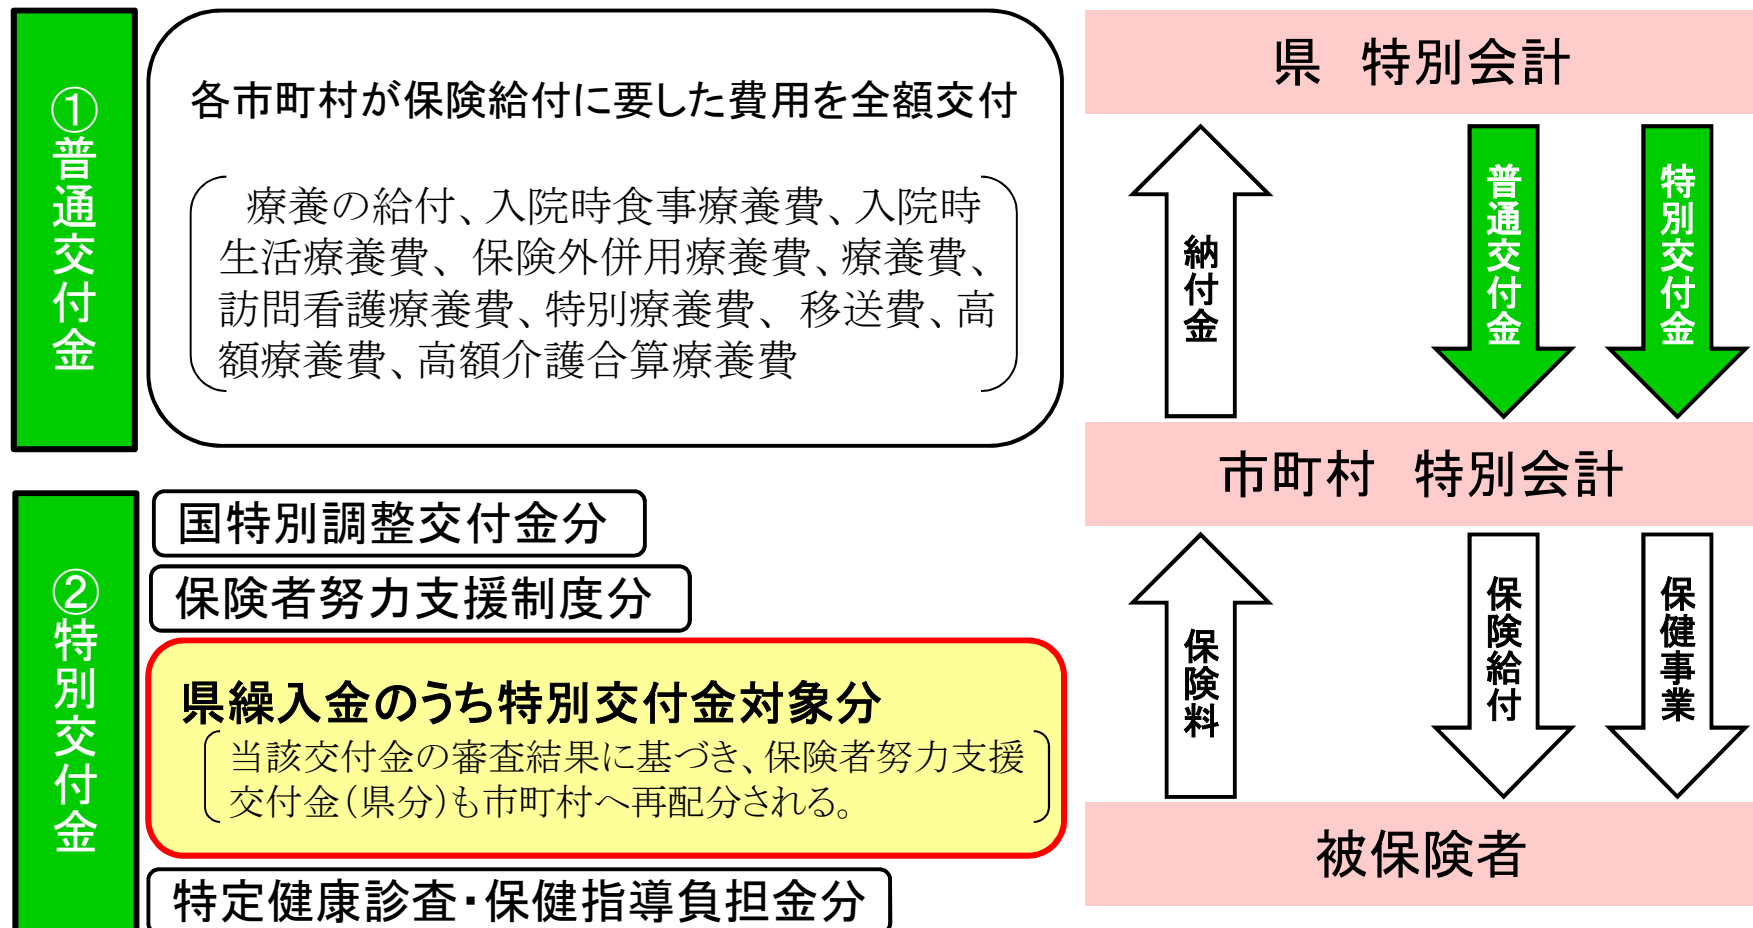 ①普通交付金
各市町村が保険給付に要した費用を全額交付
療養の給付、入院時食事療養費、入院時
生活療養費、保険外併用療養費、療養費、
訪問看護療養費、特別療養費、移送費、高
額療養費、高額介護合算療養費
②特別交付金
国特別調整交付金分
保険者努力支援制度分
県繰入金のうち特別交付金対象分
当該交付金の審査結果に基づき、保険者努力支援
交付金(県分)も市町村へ再配分される。
特定健康診査・保健指導負担金分
県　特別会計
納付金
普通交付金
特別交付金
市町村　特別会計
保険料
保険給付
保健事業
被保険者